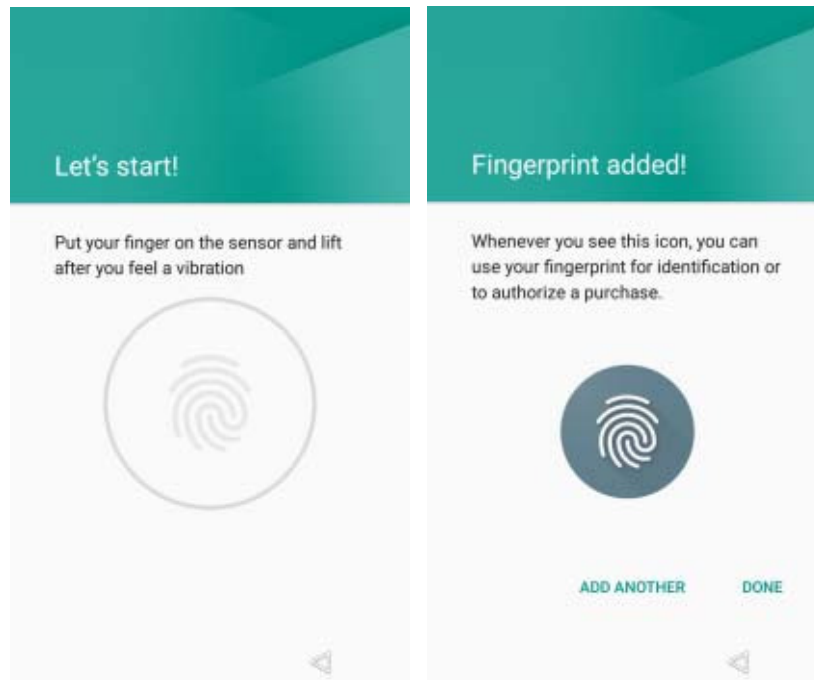 Let's start!
Put your finger on the sensor and lift
after you feel a vibration
Fingerprint added!
Whenever you see this icon, you can
use your fingerprint for identification or
to authorize a purchase.
ADD ANOTHER DONE